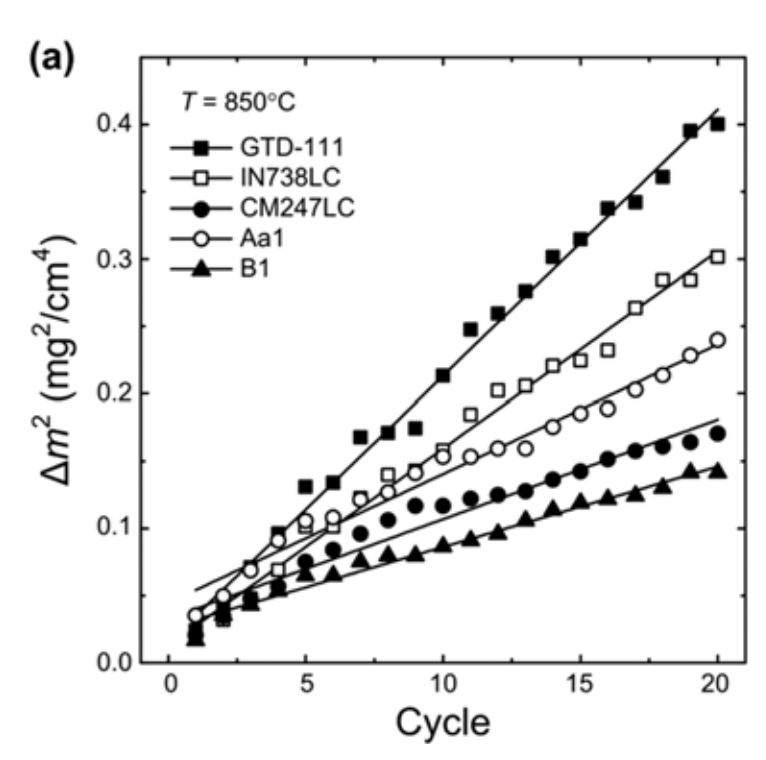 (a)
T = 850°C
GTD-111
IN738LC
CM247LC
Aa1
B1
Δm²  (mg²/cm⁴)
0.4
0.3
0.2
0.1
0.0
0 5 10 15 20
Cycle